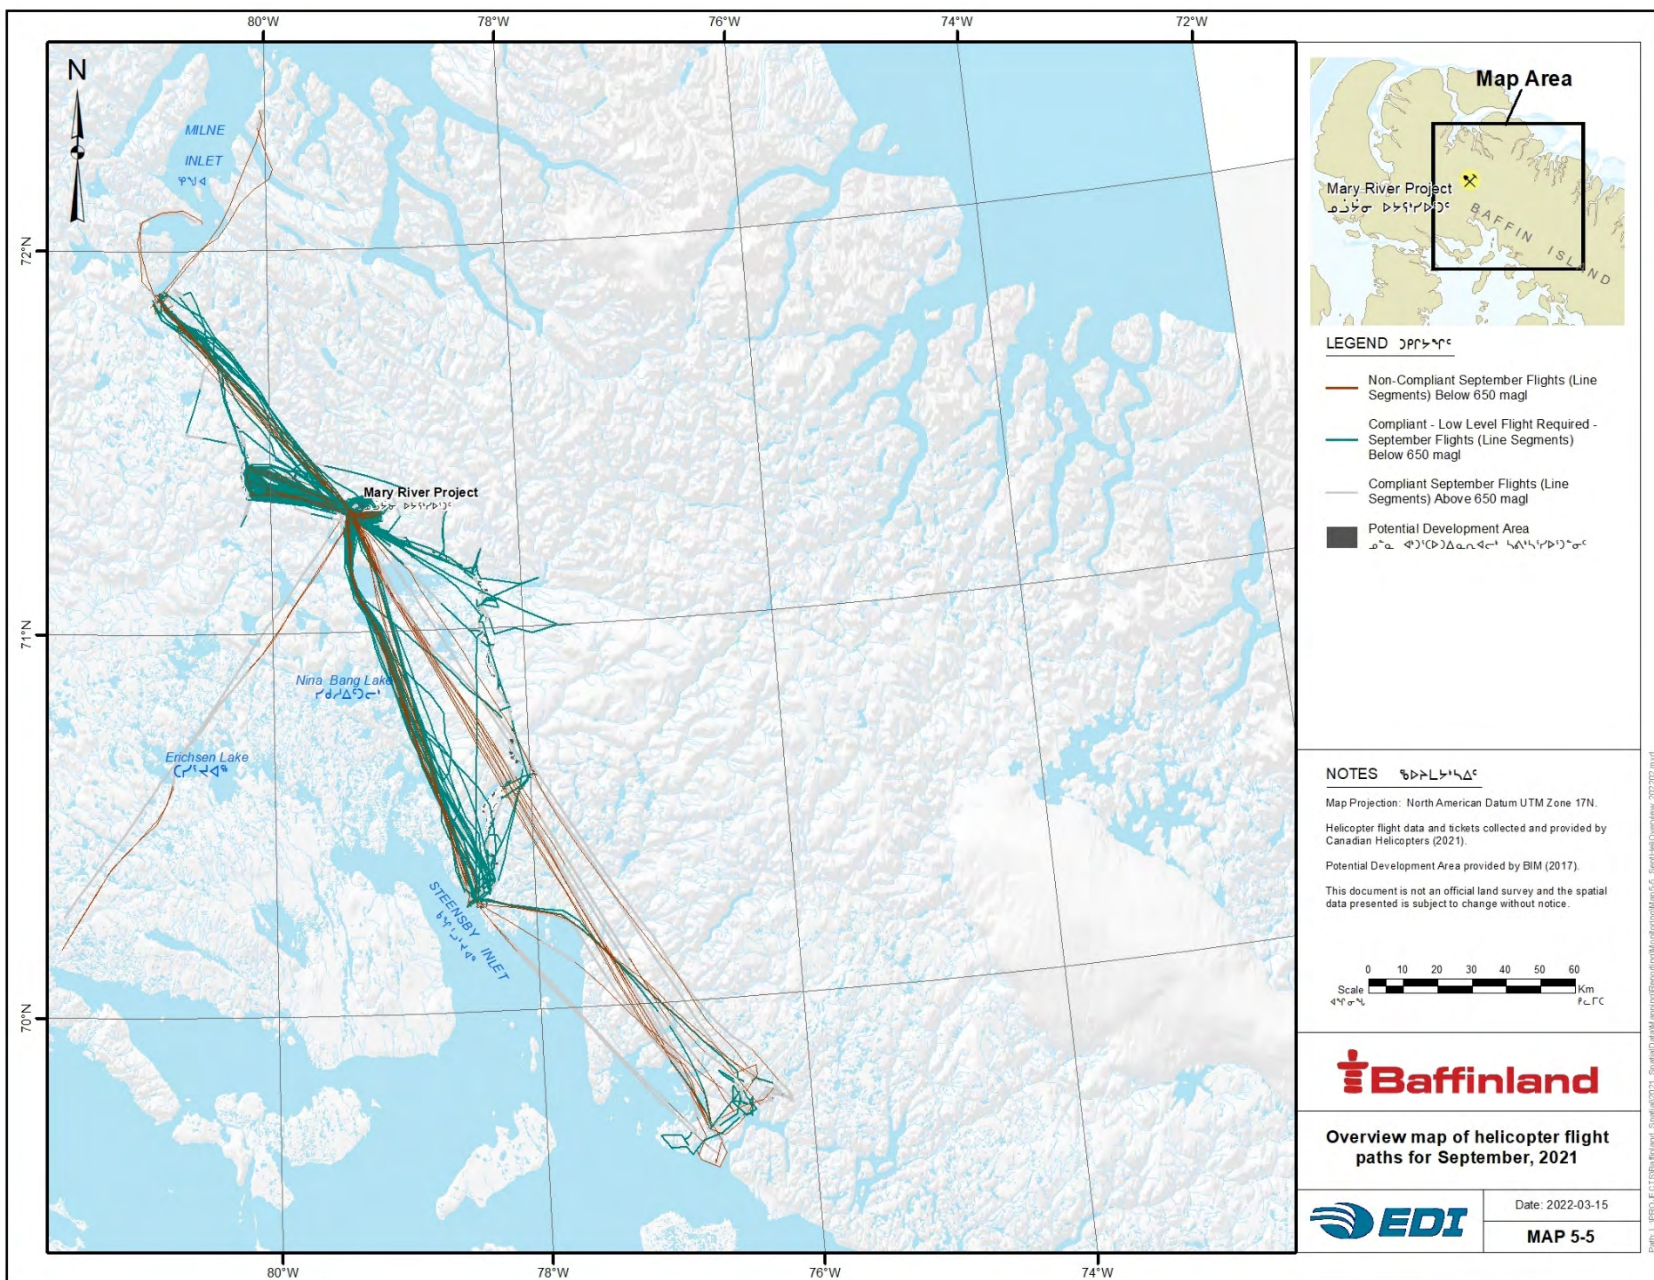 80°W
78°W
76°W
74°W
72°W
N
MILNE
INLET
72°N
71°N
70°N
Mary River Project
Nina Bang Lake
Erichsen Lake
STEENSBY INLET
80°W
78°W
76°W
74°W
Map Area
Mary River Project
BAFFIN ISLAND
LEGEND
Non-Compliant September Flights (Line
Segments) Below 650 magl
Compliant - Low Level Flight Required -
September Flights (Line Segments)
Below 650 magl
Compliant September Flights (Line
Segments) Above 650 magl
Potential Development Area
NOTES
Map Projection: North American Datum UTM Zone 17N.
Helicopter flight data and tickets collected and provided by
Canadian Helicopters (2021).
Potential Development Area provided by BIM (2017).
This document is not an official land survey and the spatial
data presented is subject to change without notice.
0 10 20 30 40 50 60
Scale
Km
ᑭᓚᒥᑕ
Baffinland
Overview map of helicopter flight
paths for September, 2021
EDI
Date: 2022-03-15
MAP 5-5